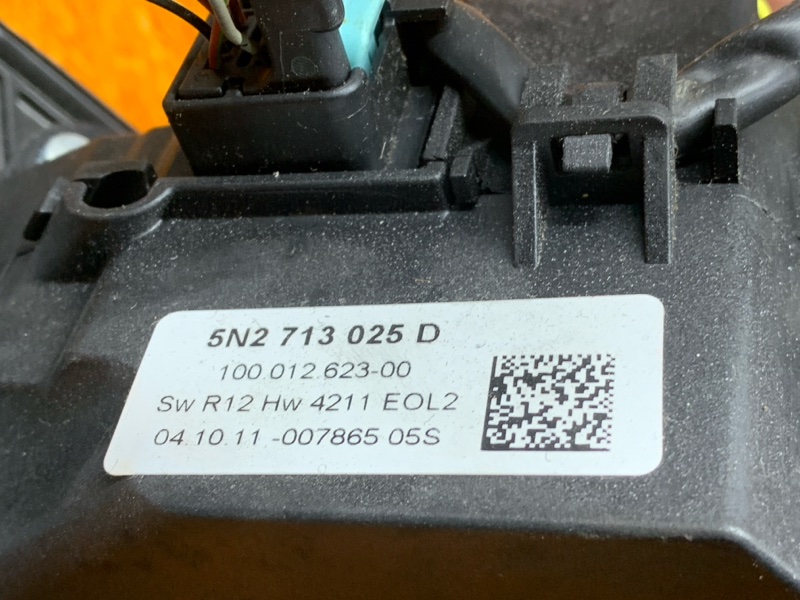 5N2 713 025 D
100.012.623-00
Sw R12 Hw 4211 EOL2
04.10.11 -007865 05S